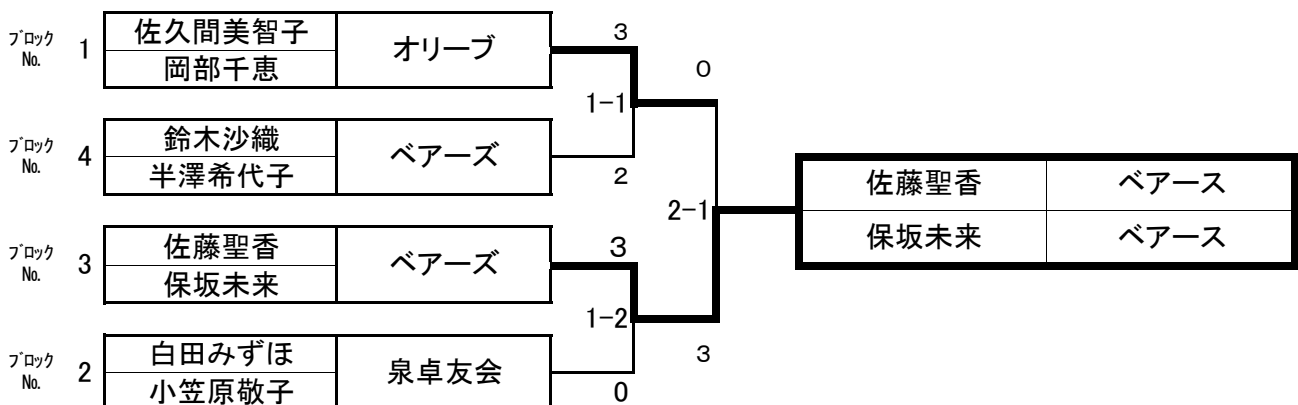 ﾌﾞﾛｯｸ No. 1 佐久間美智子 オリーブ 3
岡部千恵
0
1-1
ﾌﾞﾛｯｸ No. 4 鈴木沙織 ベアーズ 2
半澤希代子
2-1
佐藤聖香 ベアース
保坂未来 ベアース
ﾌﾞﾛｯｸ No. 3 佐藤聖香 ベアーズ 3
保坂未来
1-2
3
ﾌﾞﾛｯｸ No. 2 白田みずほ 泉卓友会 0
小笠原敬子